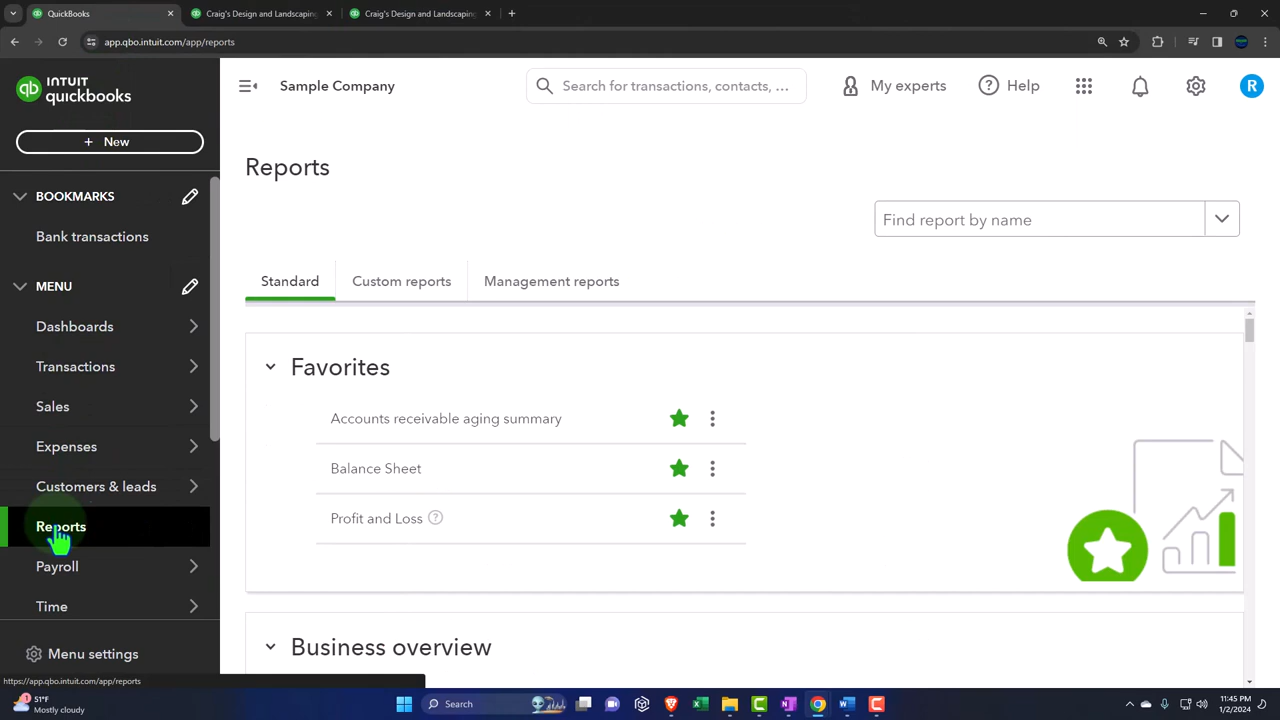 QuickBooks
Craig's Design and Landscaping
Craig's Design and Landscaping
app.qbo.intuit.com/app/reports
INTUIT
quickbooks
qb
Sample Company
Search for transactions, contacts, …
My experts
Help
R
+ New
BOOKMARKS
Bank transactions
MENU
Dashboards
Transactions
Sales
Expenses
Customers & leads
Reports
Payroll
Time
Menu settings
https://app.qbo.intuit.com/app/reports
Reports
Find report by name
Standard
Custom reports
Management reports
Favorites
Accounts receivable aging summary
Balance Sheet
Profit and Loss
Business overview
51°F
Mostly cloudy
Search
11:45 PM
1/2/2024